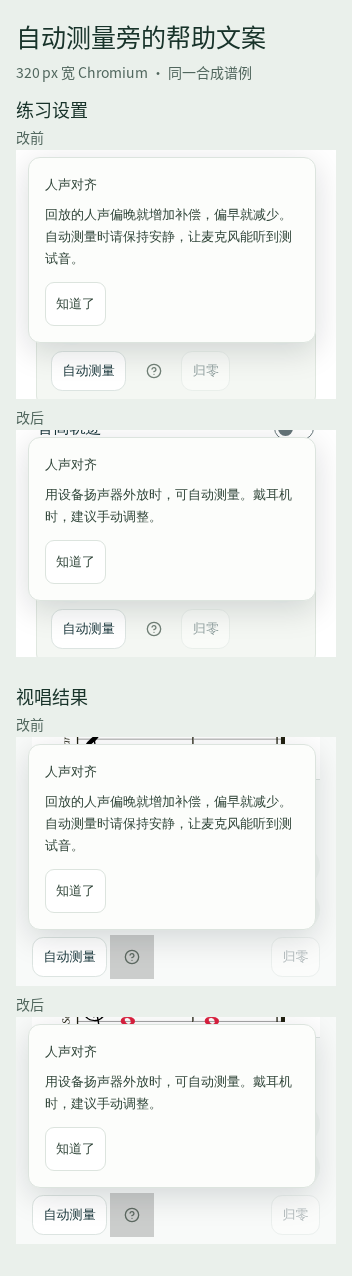 自动测量旁的帮助文案
320 px 宽 Chromium · 同一合成谱例
练习设置
改前
人声对齐
回放的人声偏晚就增加补偿，偏早就减少。
自动测量时请保持安静，让麦克风能听到测
试音。
知道了
自动测量 ? 归零
改后
人声对齐
用设备扬声器外放时，可自动测量。戴耳机
时，建议手动调整。
知道了
自动测量 ? 归零
视唱结果
改前
人声对齐
回放的人声偏晚就增加补偿，偏早就减少。
自动测量时请保持安静，让麦克风能听到测
试音。
知道了
自动测量 ? 归零
改后
人声对齐
用设备扬声器外放时，可自动测量。戴耳机
时，建议手动调整。
知道了
自动测量 ? 归零